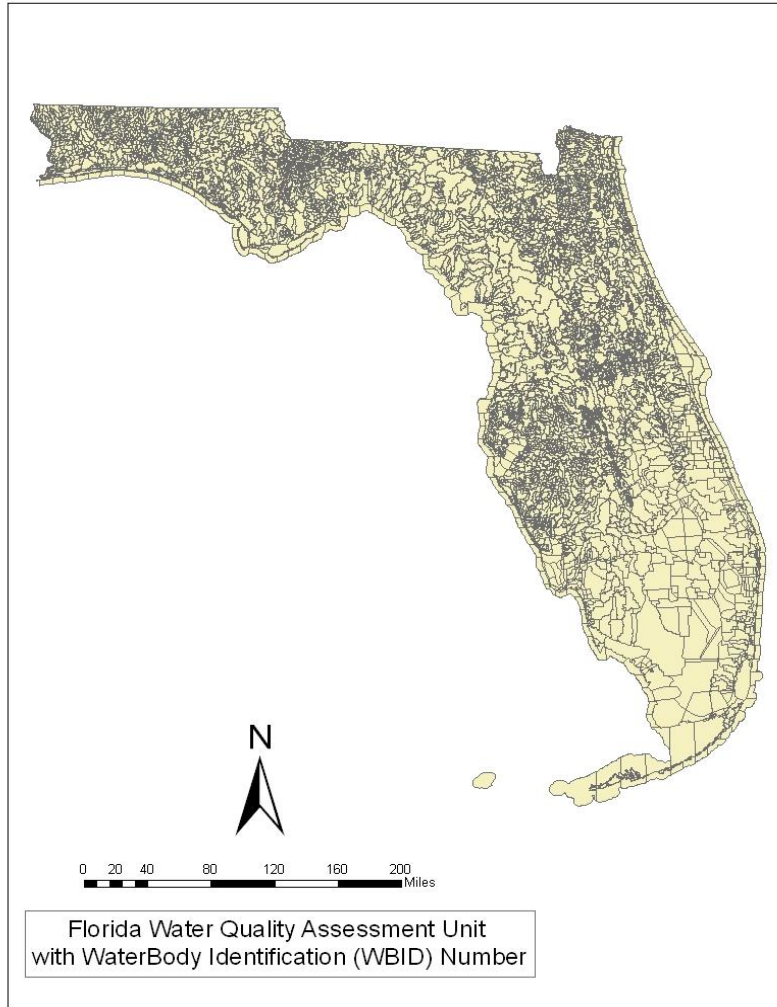 N
0 20 40 80 120 160 200
Miles
Florida Water Quality Assessment Unit
with WaterBody Identification (WBID) Number